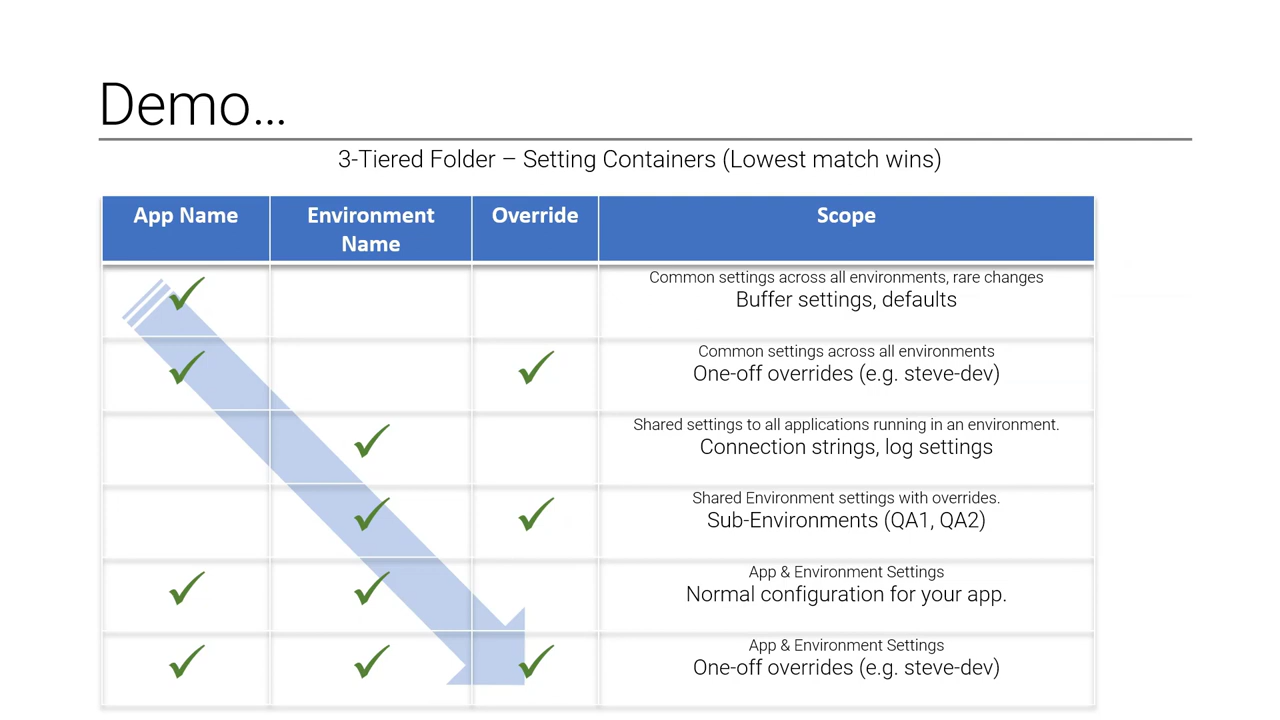 Demo...
3-Tiered Folder – Setting Containers (Lowest match wins)
App Name
Environment Name
Override
Scope
Common settings across all environments, rare changes
Buffer settings, defaults
Common settings across all environments
One-off overrides (e.g. steve-dev)
Shared settings to all applications running in an environment.
Connection strings, log settings
Shared Environment settings with overrides.
Sub-Environments (QA1, QA2)
App & Environment Settings
Normal configuration for your app.
App & Environment Settings
One-off overrides (e.g. steve-dev)